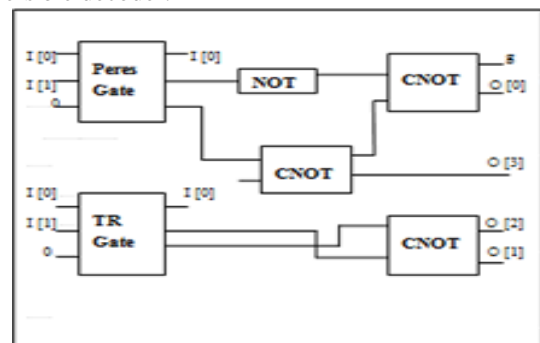 I [0]
I [0]
Peres
Gate
I [1]
0
NOT
CNOT
g
O [0]
CNOT
O [3]
I [0]
I [0]
TR
Gate
I [1]
0
CNOT
O [2]
O [1]